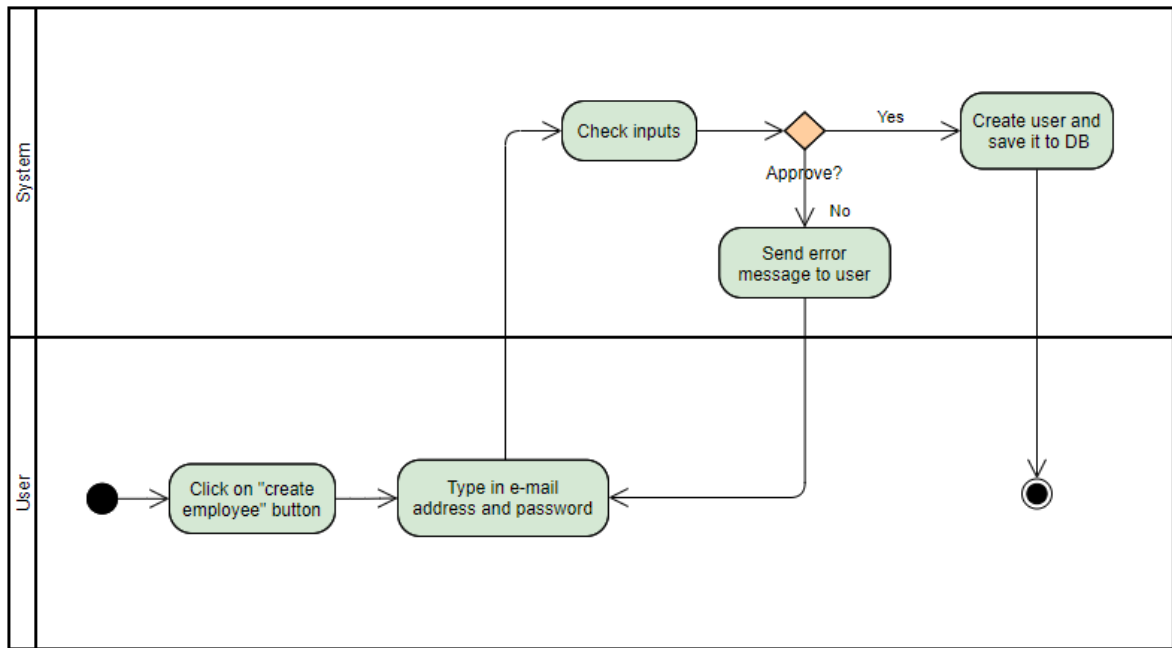 System
Check inputs
Yes
Create user and
save it to DB
Approve?
No
Send error
message to user
User
Click on "create
employee" button
Type in e-mail
address and password